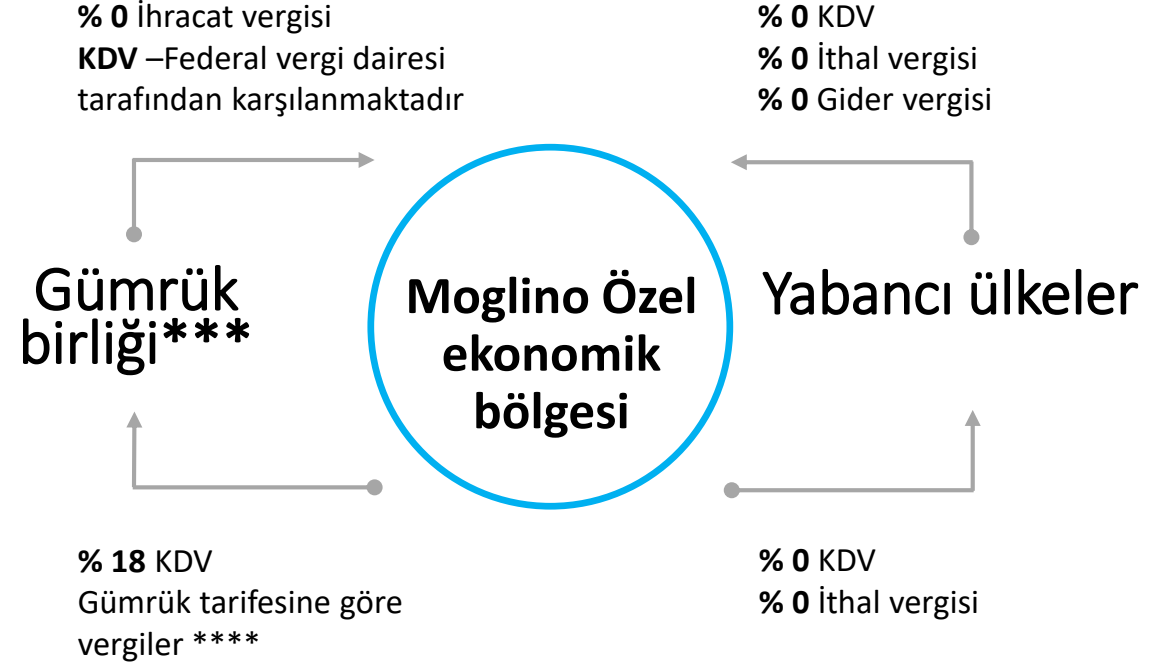 % 0 İhracat vergisi
KDV –Federal vergi dairesi
tarafından karşılanmaktadır
% 0 KDV
% 0 İthal vergisi
% 0 Gider vergisi
Gümrük
birliği***
Moglino Özel
ekonomik
bölgesi
Yabancı ülkeler
% 18 KDV
Gümrük tarifesine göre
vergiler ****
% 0 KDV
% 0 İthal vergisi